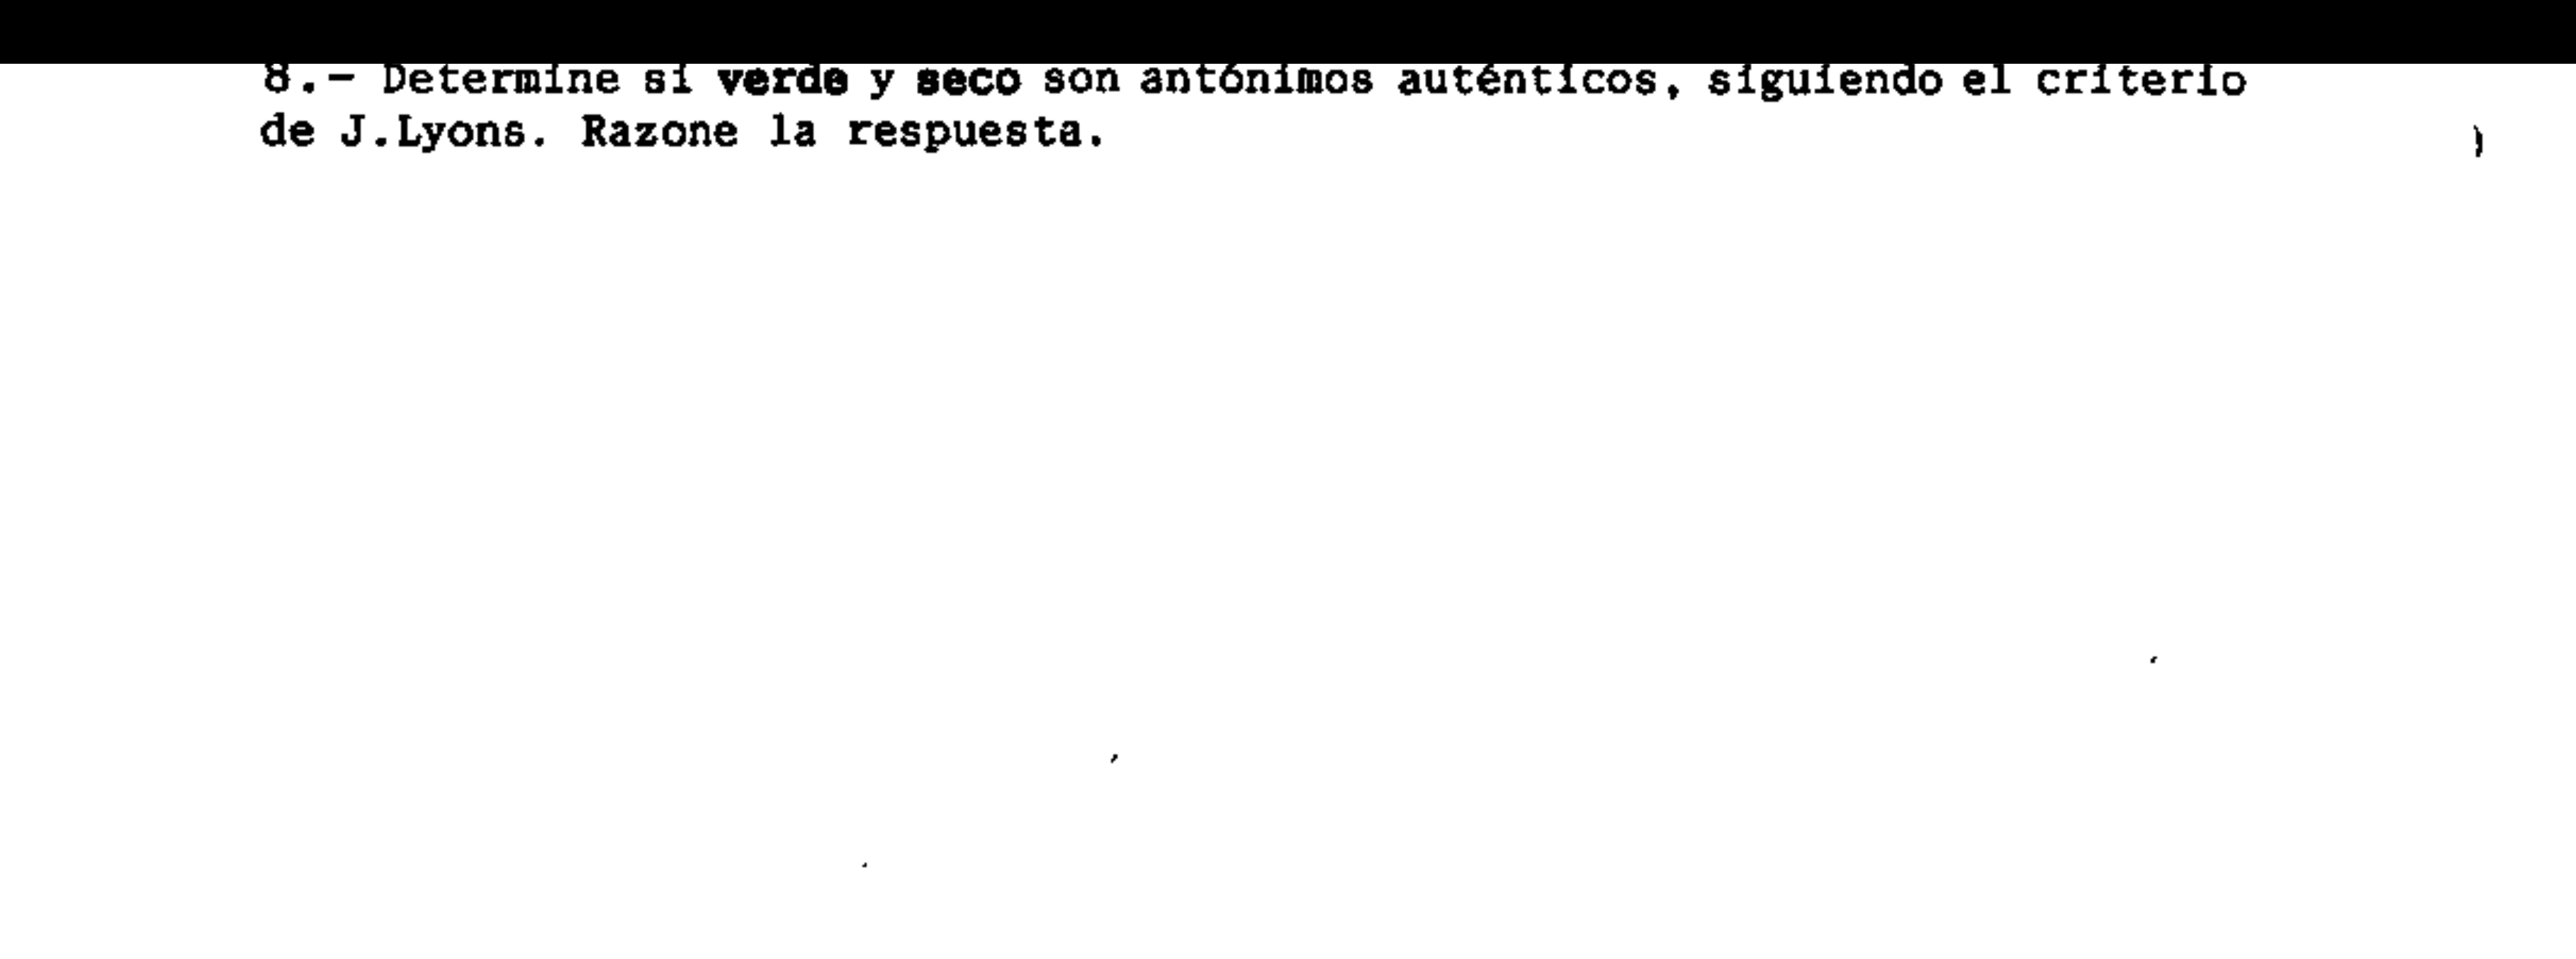 8.- Determine si verde y seco son antónimos auténticos, siguiendo el criterio
de J.Lyons. Razone la respuesta.